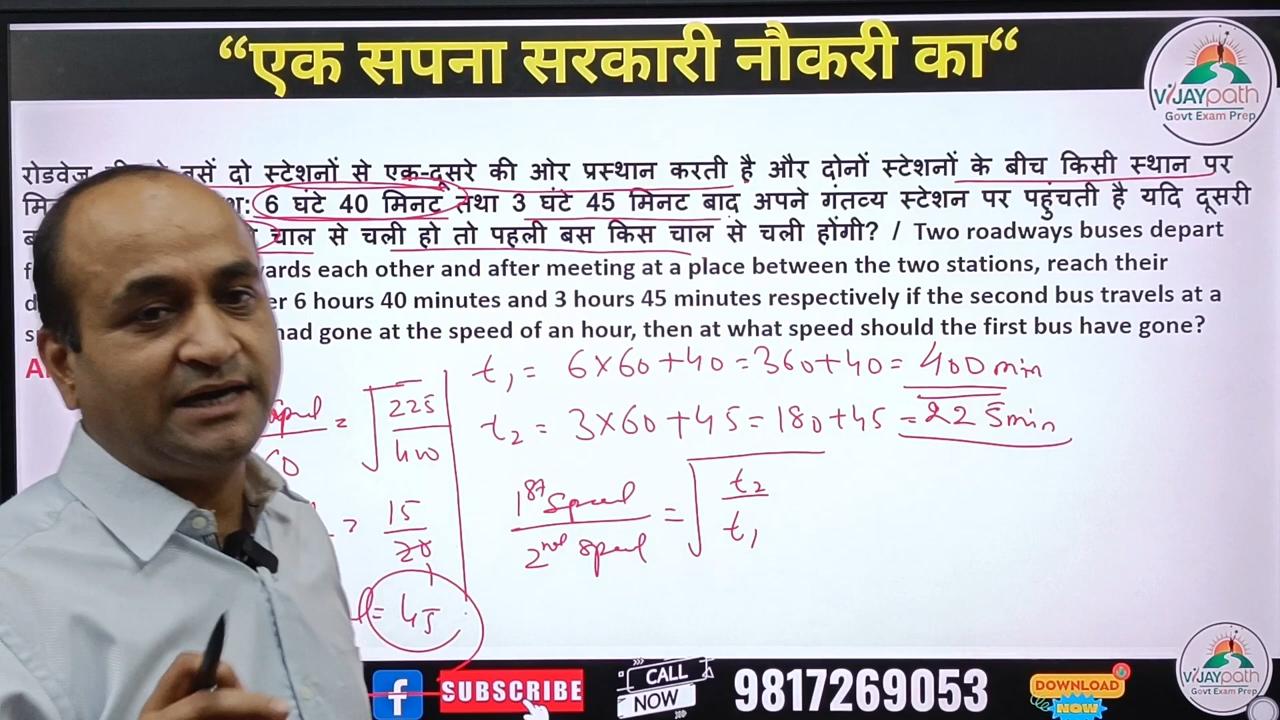 “एक सपना सरकारी नौकरी का“
ViJAYpath
Govt Exam Prep
रोडवेज दो स्टेशनों से एक-दूसरे की ओर प्रस्थान करती है और दोनों स्टेशनों के बीच किसी स्थान पर
6 घंटे 40 मिनट तथा 3 घंटे 45 मिनट बाद अपने गंतव्य स्टेशन पर पहुंचती है यदि दूसरी
चाल से चली हो तो पहली बस किस चाल से चली होंगी? / Two roadways buses depart
each other and after meeting at a place between the two stations, reach their
6 hours 40 minutes and 3 hours 45 minutes respectively if the second bus travels at a
had gone at the speed of an hour, then at what speed should the first bus have gone?
t₁ = 6×60+40 = 360+40 = 400 min
t₂ = 3×60+45 = 180+45 = 225 min
= √225/400
15/20
= 45
1st Speed / 2nd Speed = √t₂/t₁
f SUBSCRIBE
CALL
NOW
9817269053
DOWNLOAD
NOW
ViJAYpath
Govt Exam Prep